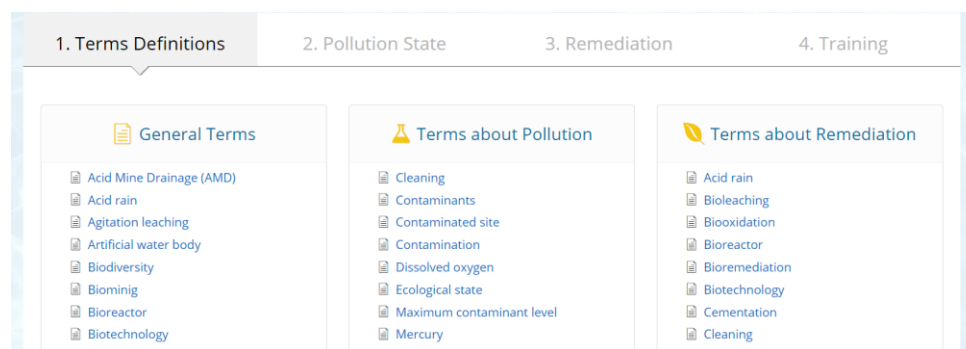 1. Terms Definitions
2. Pollution State
3. Remediation
4. Training
General Terms
Acid Mine Drainage (AMD)
Acid rain
Agitation leaching
Artificial water body
Biodiversity
Biominig
Bioreactor
Biotechnology
Terms about Pollution
Cleaning
Contaminants
Contaminated site
Contamination
Dissolved oxygen
Ecological state
Maximum contaminant level
Mercury
Terms about Remediation
Acid rain
Bioleaching
Biooxidation
Bioreactor
Bioremediation
Biotechnology
Cementation
Cleaning